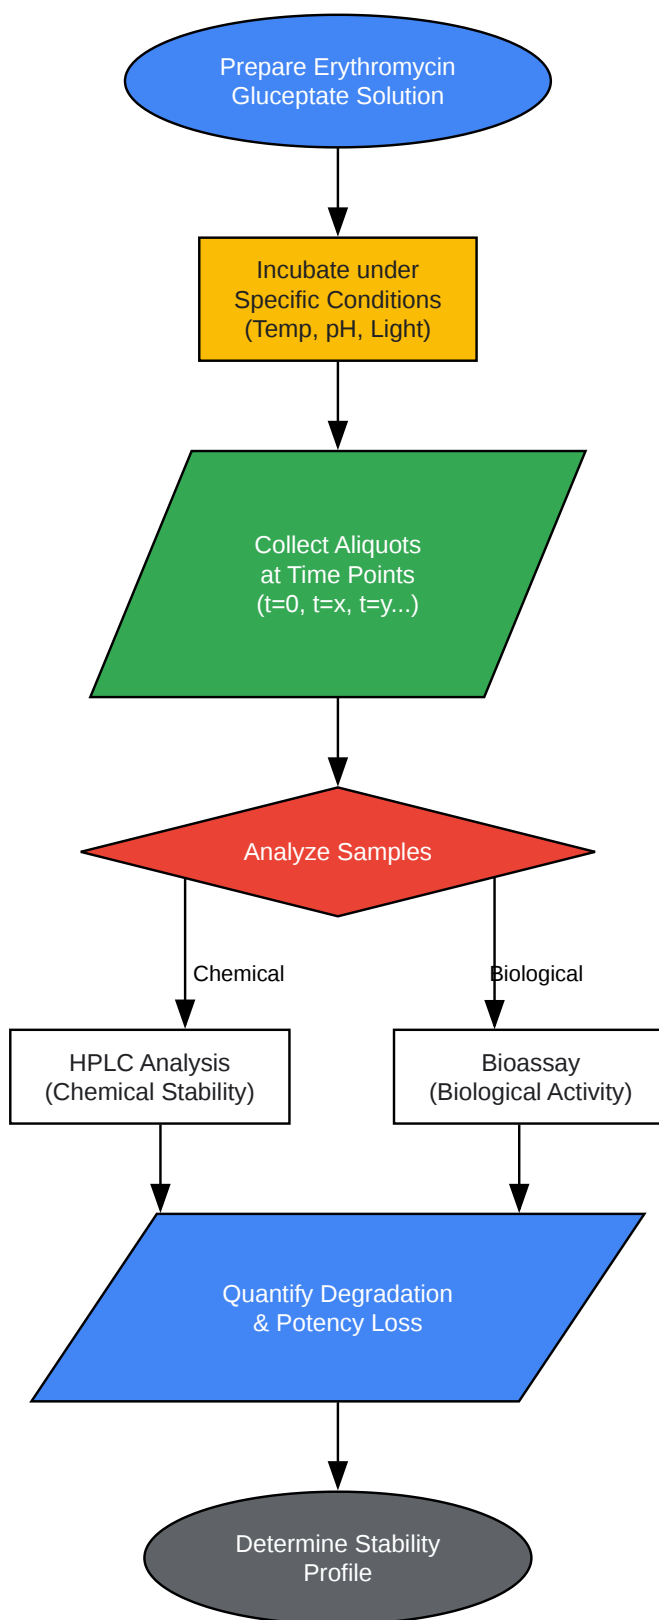 Prepare Erythromycin
Gluceptate Solution
Incubate under
Specific Conditions
(Temp, pH, Light)
Collect Aliquots
at Time Points
(t=0, t=x, t=y...)
Analyze Samples
Chemical
Biological
HPLC Analysis
(Chemical Stability)
Bioassay
(Biological Activity)
Quantify Degradation
& Potency Loss
Determine Stability
Profile